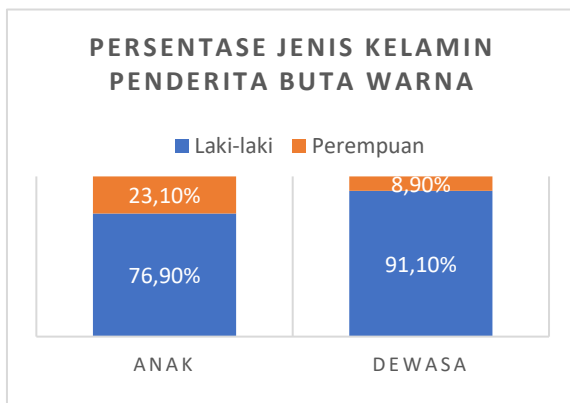 PERSENTASE JENIS KELAMIN
PENDERITA BUTA WARNA
Laki-laki Perempuan
23,10% 8,90%
76,90% 91,10%
ANAK DEWASA